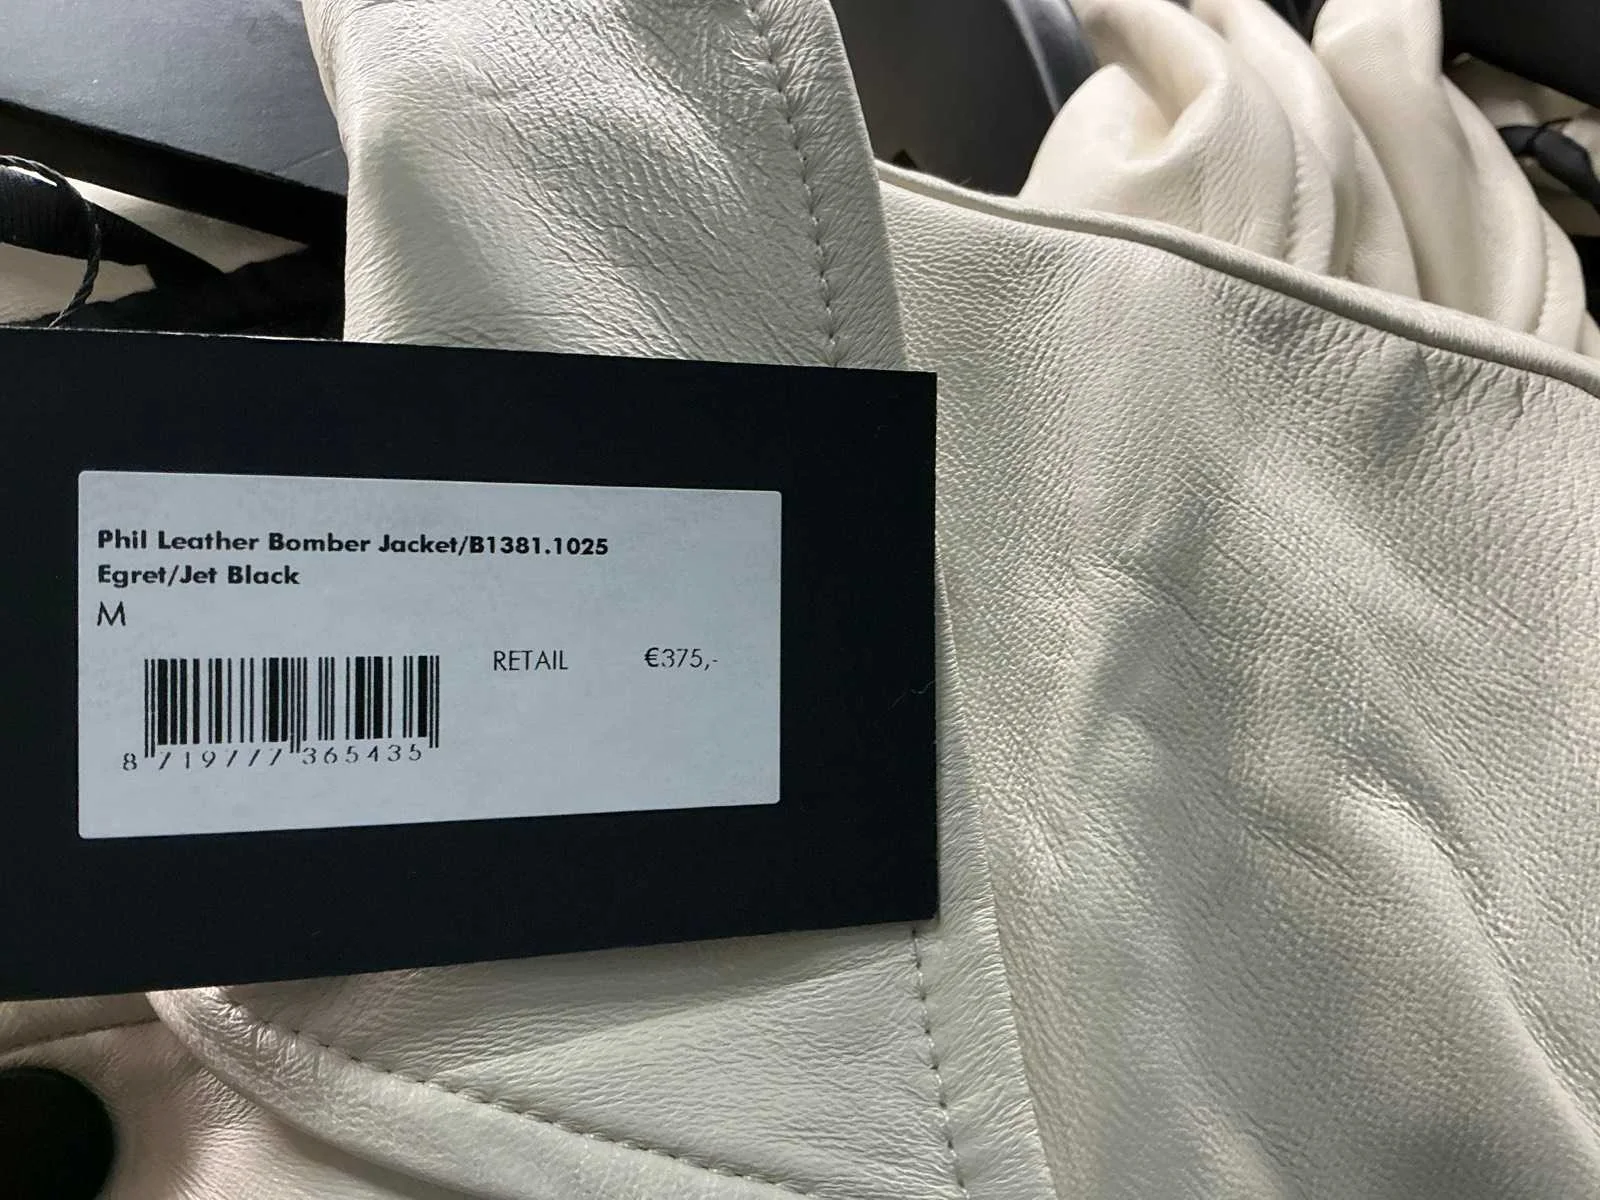 Phil Leather Bomber Jacket/B1381.1025
Egret/Jet Black
M
RETAIL €375,-
8 719777 365435